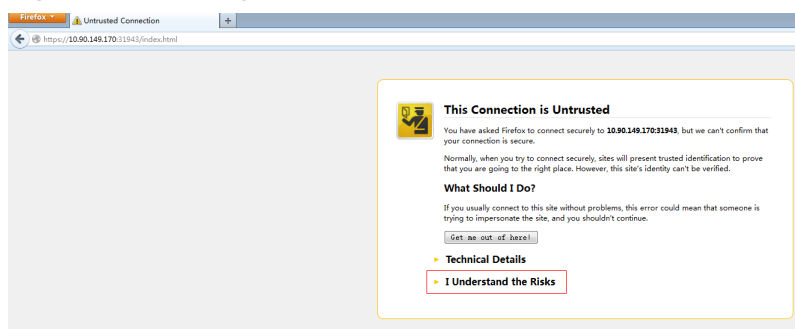 Firefox
Untrusted Connection
+
https://10.90.149.170:31943/index.html
This Connection is Untrusted
You have asked Firefox to connect securely to 10.90.149.170:31943, but we can't confirm that
your connection is secure.
Normally, when you try to connect securely, sites will present trusted identification to prove
that you are going to the right place. However, this site's identity can't be verified.
What Should I Do?
If you usually connect to this site without problems, this error could mean that someone is
trying to impersonate the site, and you shouldn't continue.
Get me out of here!
Technical Details
I Understand the Risks